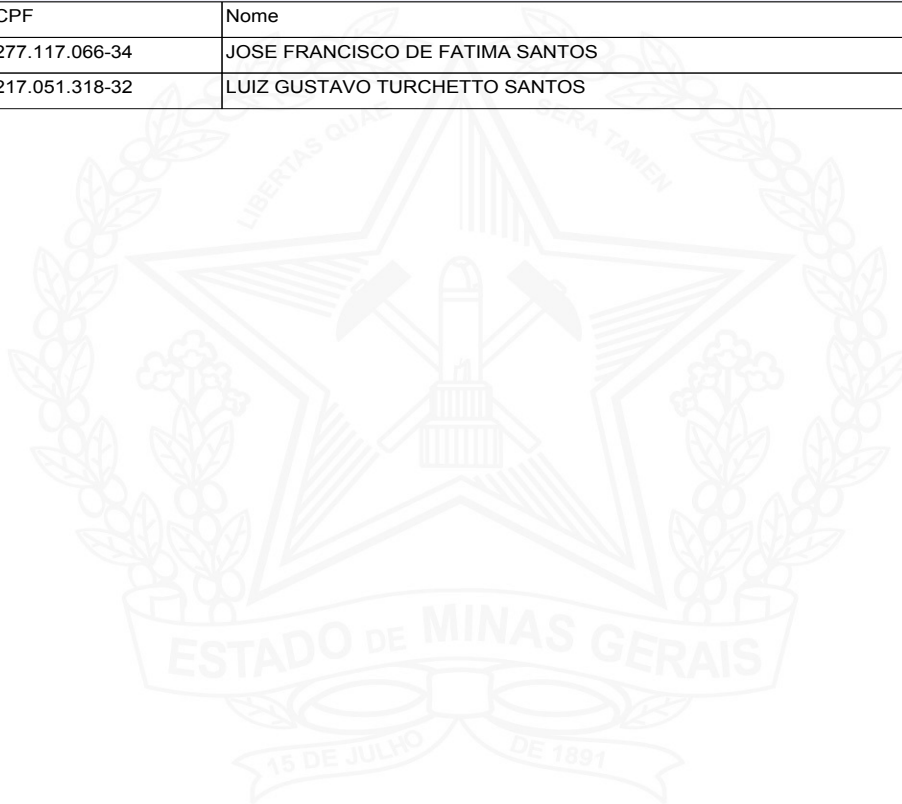 CPF Nome
277.117.066-34 JOSE FRANCISCO DE FATIMA SANTOS
217.051.318-32 LUIZ GUSTAVO TURCHETTO SANTOS
LIBERTAS QUAE SERA TAMEN
ESTADO DE MINAS GERAIS
15 DE JULHO DE 1891